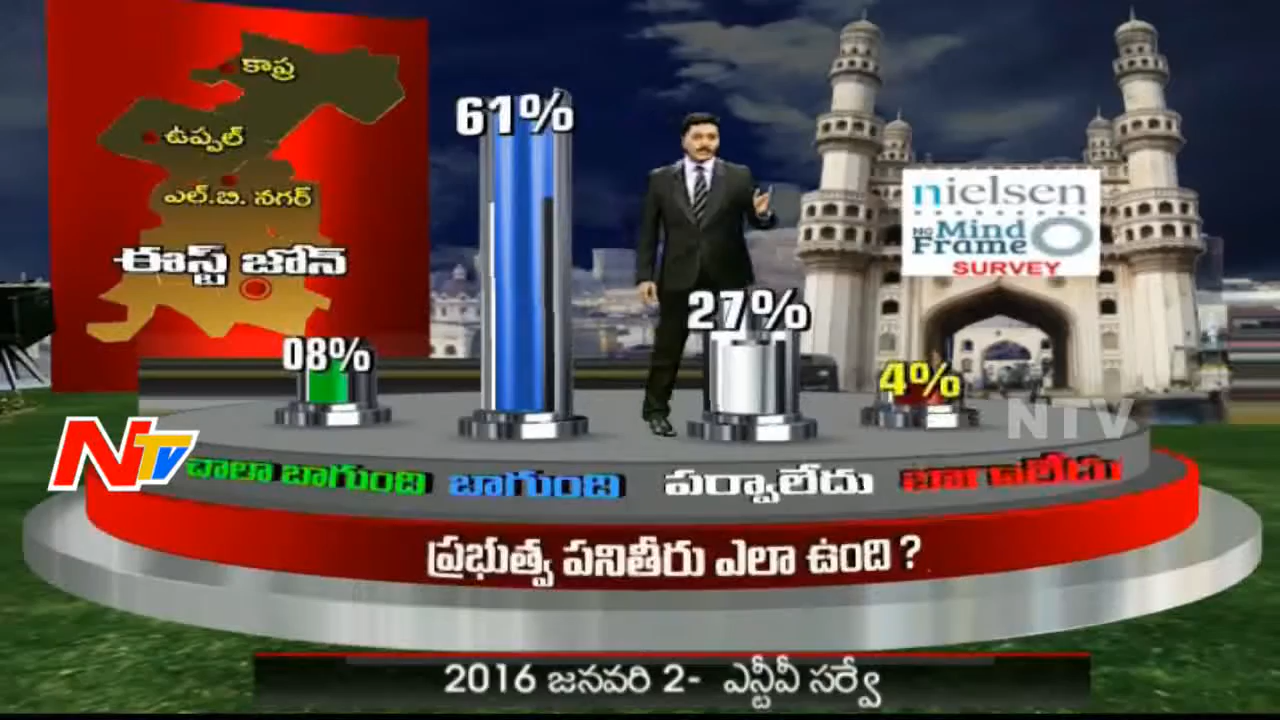 కాప్ర
ఉప్పల్
ఎల్.బి. నగర్
ఈస్ట్ జోన్
61%
27%
08%
4%
nielsen
NG Mind
Frame
SURVEY
NTV
NTV
చాలా బాగుంది బాగుంది పర్వాలేదు
ప్రభుత్వ పనితీరు ఎలా ఉంది ?
2016 జనవరి 2- ఎన్టీవీ సర్వే